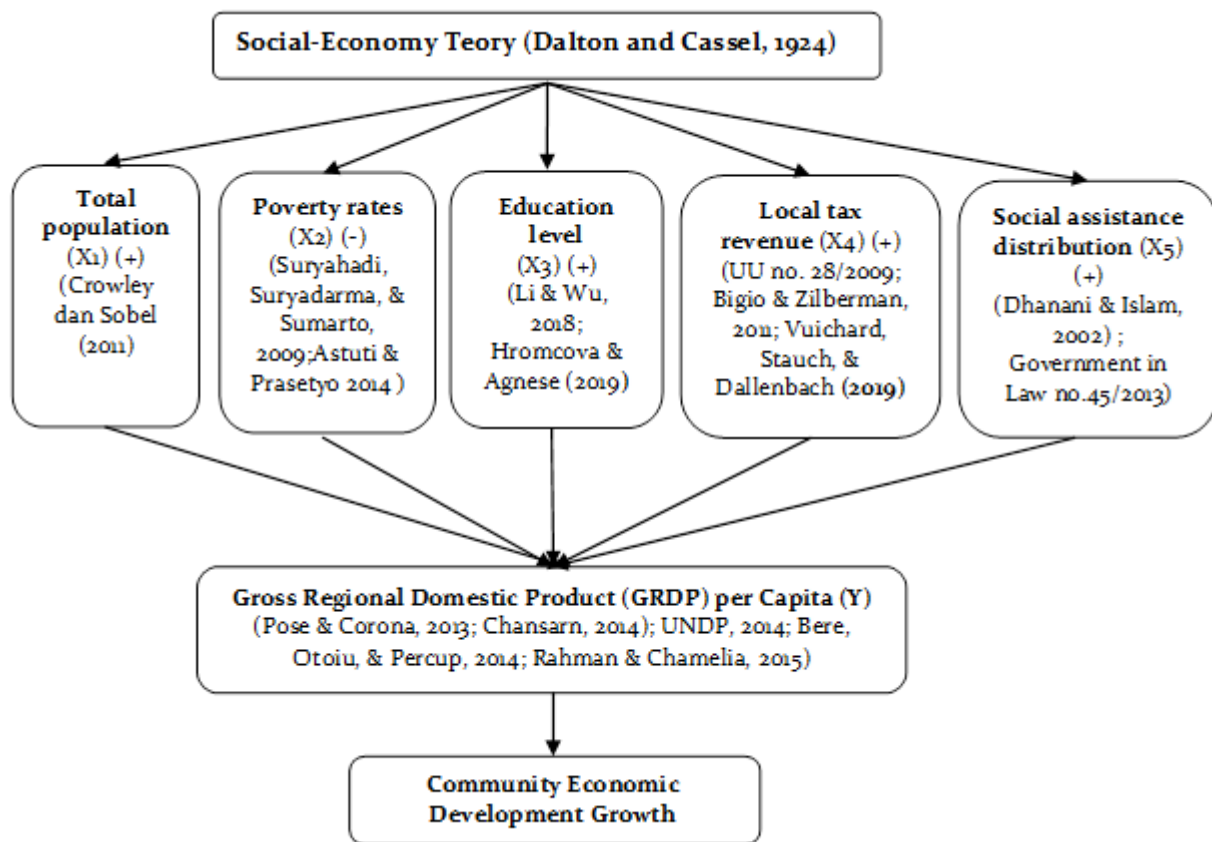 Social-Economy Teory (Dalton and Cassel, 1924)
Total
population
(X1) (+)
(Crowley
dan Sobel
(2011)
Poverty rates
(X2) (-)
(Suryahadi,
Suryadarma, &
Sumarto,
2009;Astuti &
Prasetyo 2014 )
Education
level
(X3) (+)
(Li & Wu,
2018;
Hromcova &
Agnese (2019)
Local tax
revenue (X4) (+)
(UU no. 28/2009;
Bigio & Zilberman,
2011; Vuichard,
Stauch, &
Dallenbach (2019)
Social assistance
distribution (X5)
(+)
(Dhanani & Islam,
2002) ;
Government in
Law no.45/2013)
Gross Regional Domestic Product (GRDP) per Capita (Y)
(Pose & Corona, 2013; Chansarn, 2014); UNDP, 2014; Bere,
Otoiu, & Percup, 2014; Rahman & Chamelia, 2015)
Community Economic
Development Growth